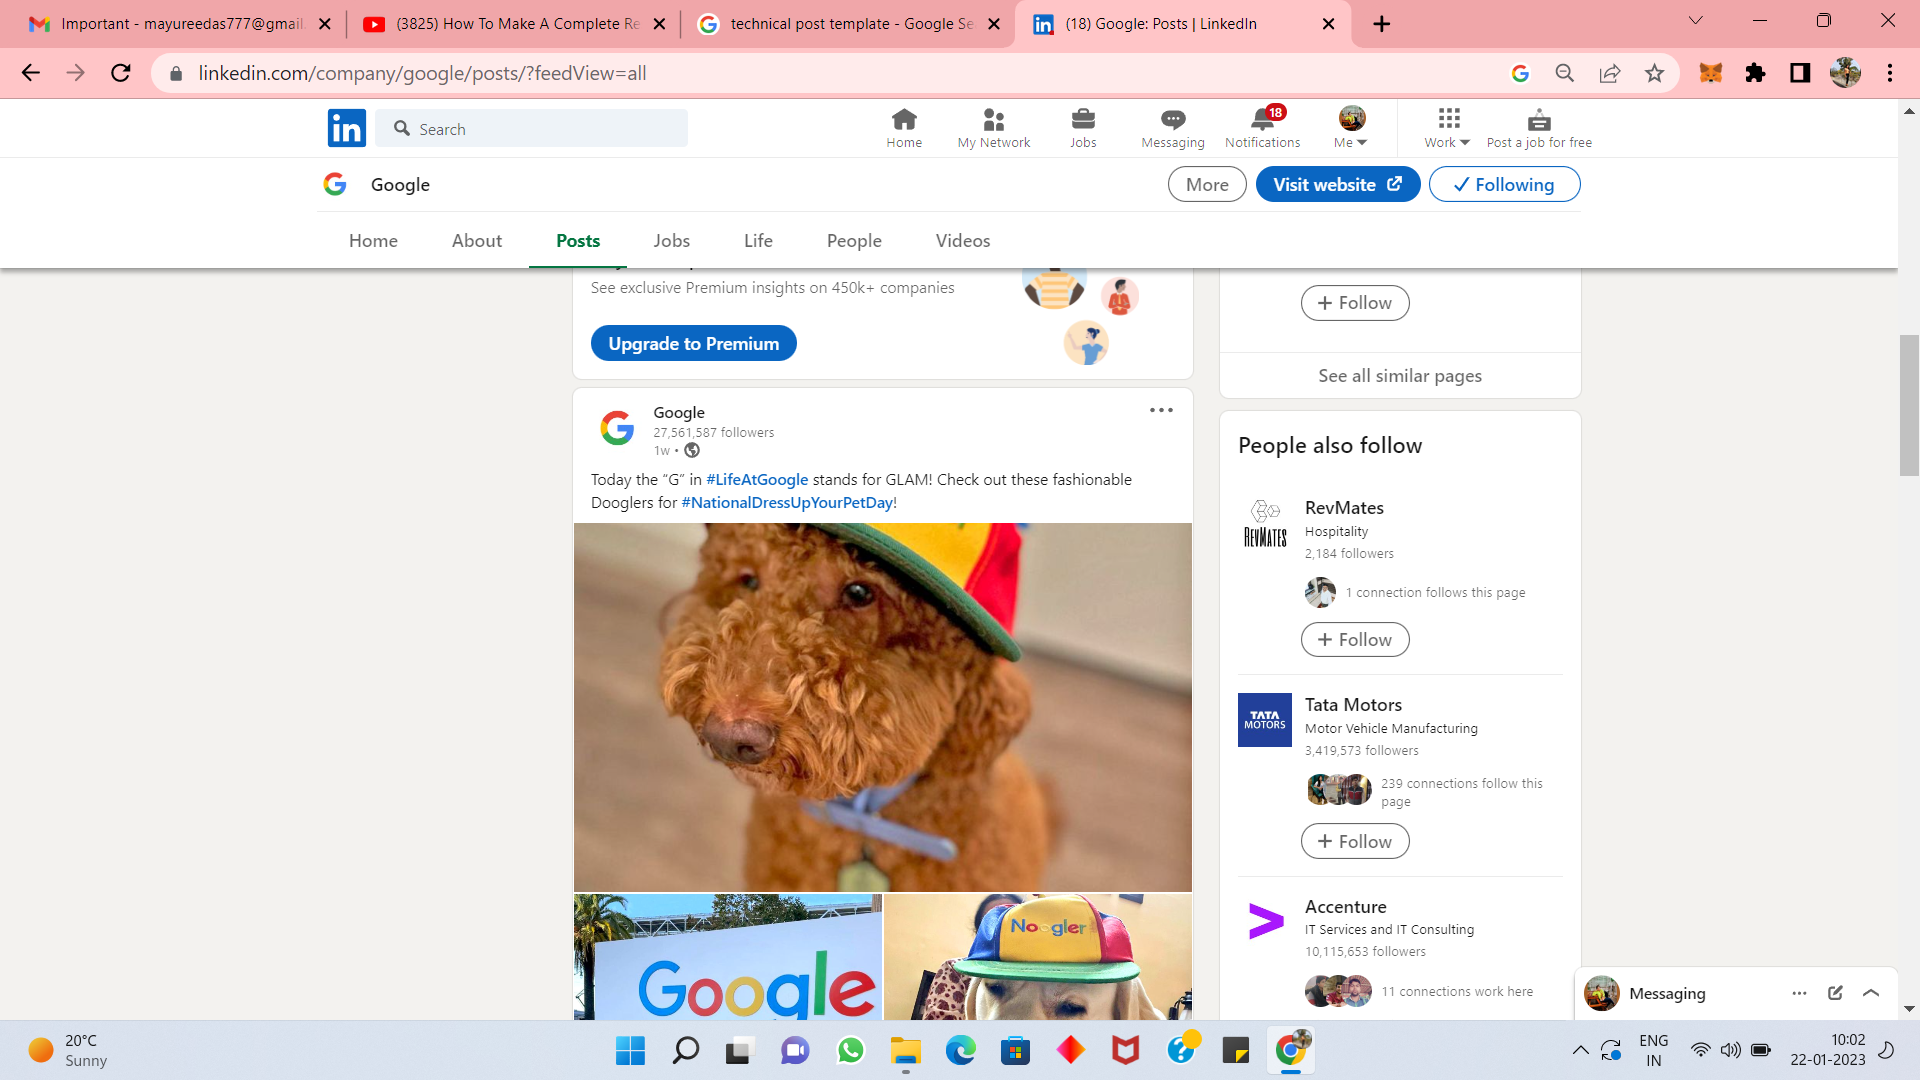 Important - mayureedas777@gmail.
(3825) How To Make A Complete Re
technical post template - Google Se
(18) Google: Posts | LinkedIn
linkedin.com/company/google/posts/?feedView=all
in
Search
Home
My Network
Jobs
Messaging
18
Notifications
Me
Work
Post a job for free
Google
More
Visit website
Following
Home
About
Posts
Jobs
Life
People
Videos
See exclusive Premium insights on 450k+ companies
Upgrade to Premium
Google
27,561,587 followers
1w •
Today the “G” in #LifeAtGoogle stands for GLAM! Check out these fashionable
Dooglers for #NationalDressUpYourPetDay!
Google
Noogler
+ Follow
See all similar pages
People also follow
REVMATES
RevMates
Hospitality
2,184 followers
1 connection follows this page
+ Follow
TATA
MOTORS
Tata Motors
Motor Vehicle Manufacturing
3,419,573 followers
239 connections follow this
page
+ Follow
Accenture
IT Services and IT Consulting
10,115,653 followers
11 connections work here
Messaging
20°C
Sunny
ENG
IN
10:02
22-01-2023